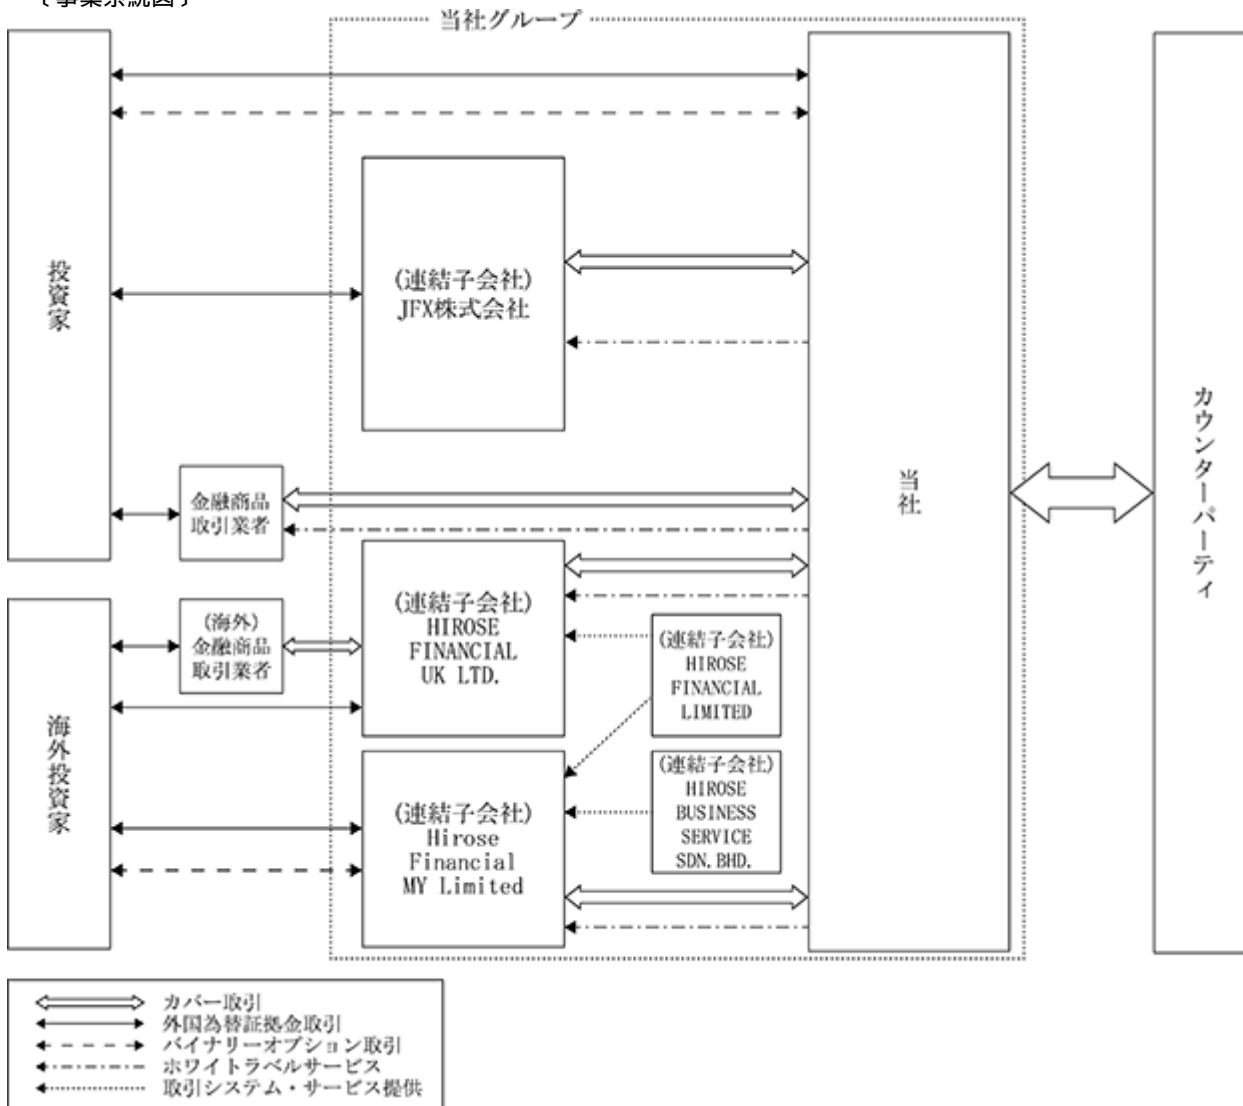 〔事業系統図〕
当社グループ
投資家
(連結子会社)
JFX株式会社
当社
カウンターパーティ
金融商品
取引業者
(連結子会社)
HIROSE
FINANCIAL
UK LTD.
(海外)
金融商品
取引業者
(連結子会社)
HIROSE
FINANCIAL
LIMITED
海外投資家
(連結子会社)
Hirose
Financial
MY Limited
(連結子会社)
HIROSE
BUSINESS
SERVICE
SDN.BHD.
カバー取引
外国為替証拠金取引
バイナリーオプション取引
ホワイトラベルサービス
取引システム・サービス提供